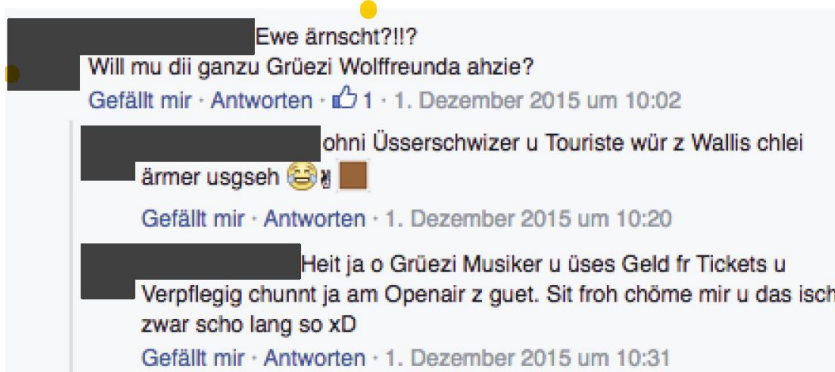 Ewe ärnscht?!!?
Will mu dii ganzu Grüezi Wolffreunda ahzie?
Gefällt mir · Antworten · 1 · 1. Dezember 2015 um 10:02
ohni Üsserschwizer u Touriste wür z Wallis chlei
ärmer usgseh 😂✌
Gefällt mir · Antworten · 1. Dezember 2015 um 10:20
Heit ja o Grüezi Musiker u üses Geld fr Tickets u
Verpflegig chunnt ja am Openair z guet. Sit froh chöme mir u das isch
zwar scho lang so xD
Gefällt mir · Antworten · 1. Dezember 2015 um 10:31